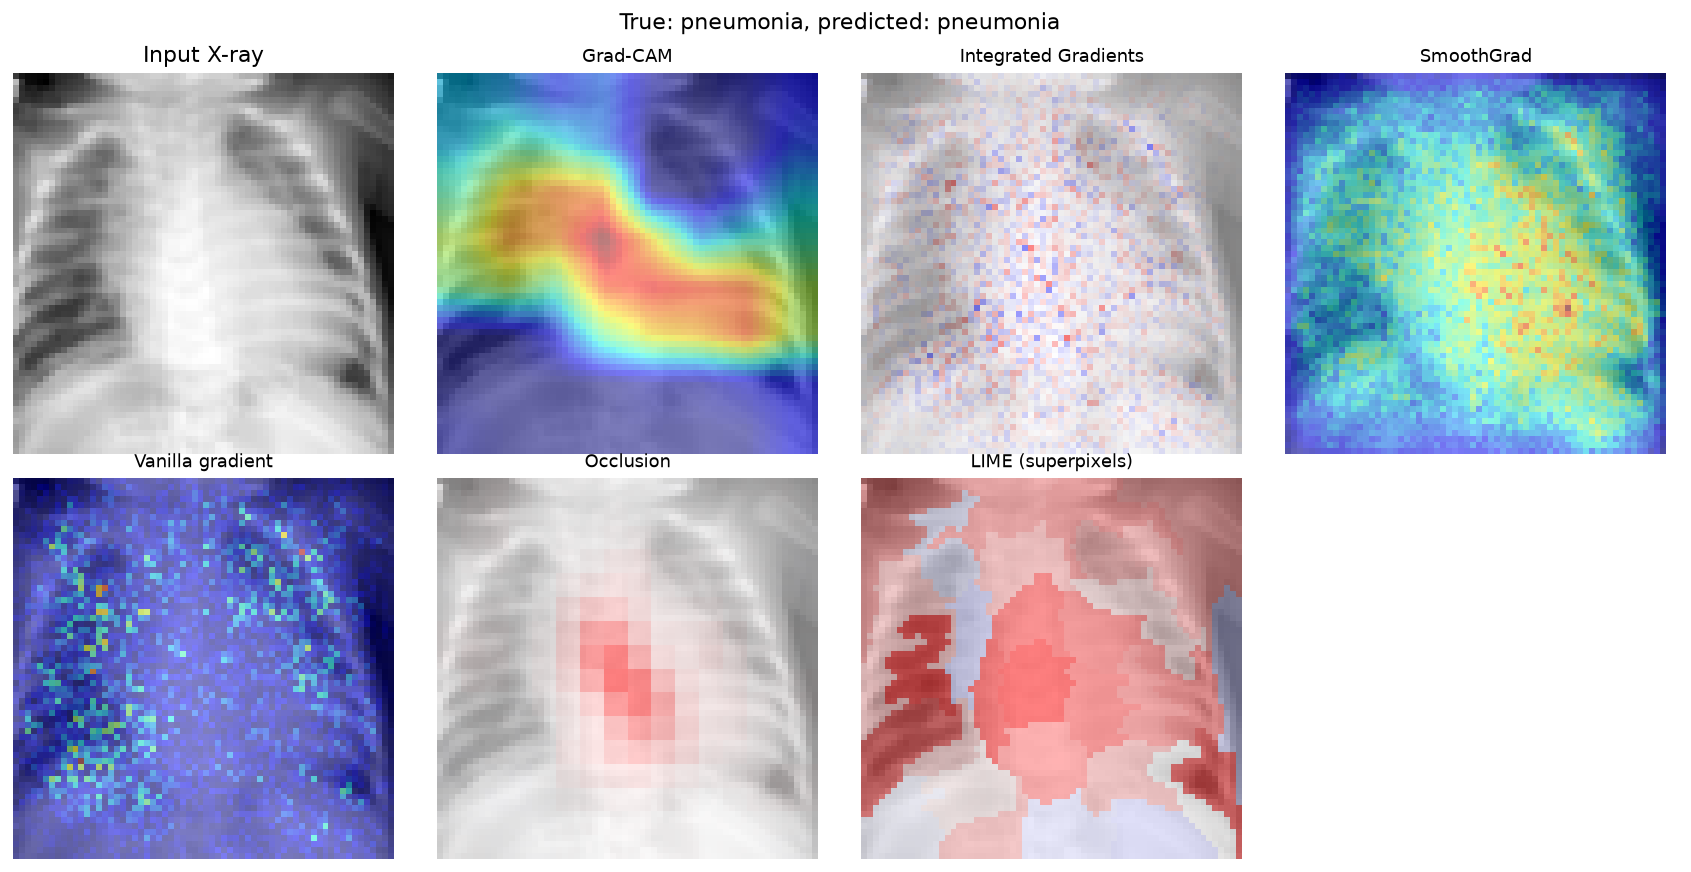 True: pneumonia, predicted: pneumonia
Input X-ray
Grad-CAM
Integrated Gradients
SmoothGrad
Vanilla gradient
Occlusion
LIME (superpixels)